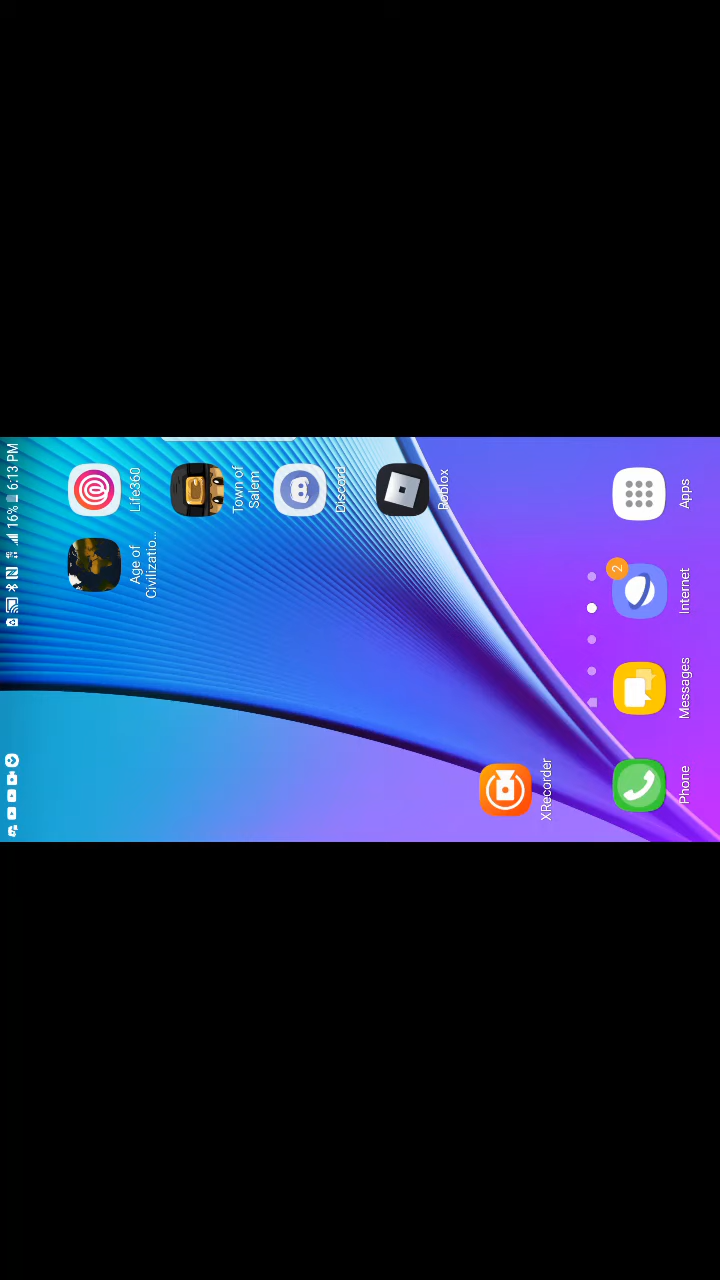 16% 6:13 PM
Age of
Civilizatio...
Life360
Town of
Salem
Discord
Roblox
XRecorder
2
Phone
Messages
Internet
Apps